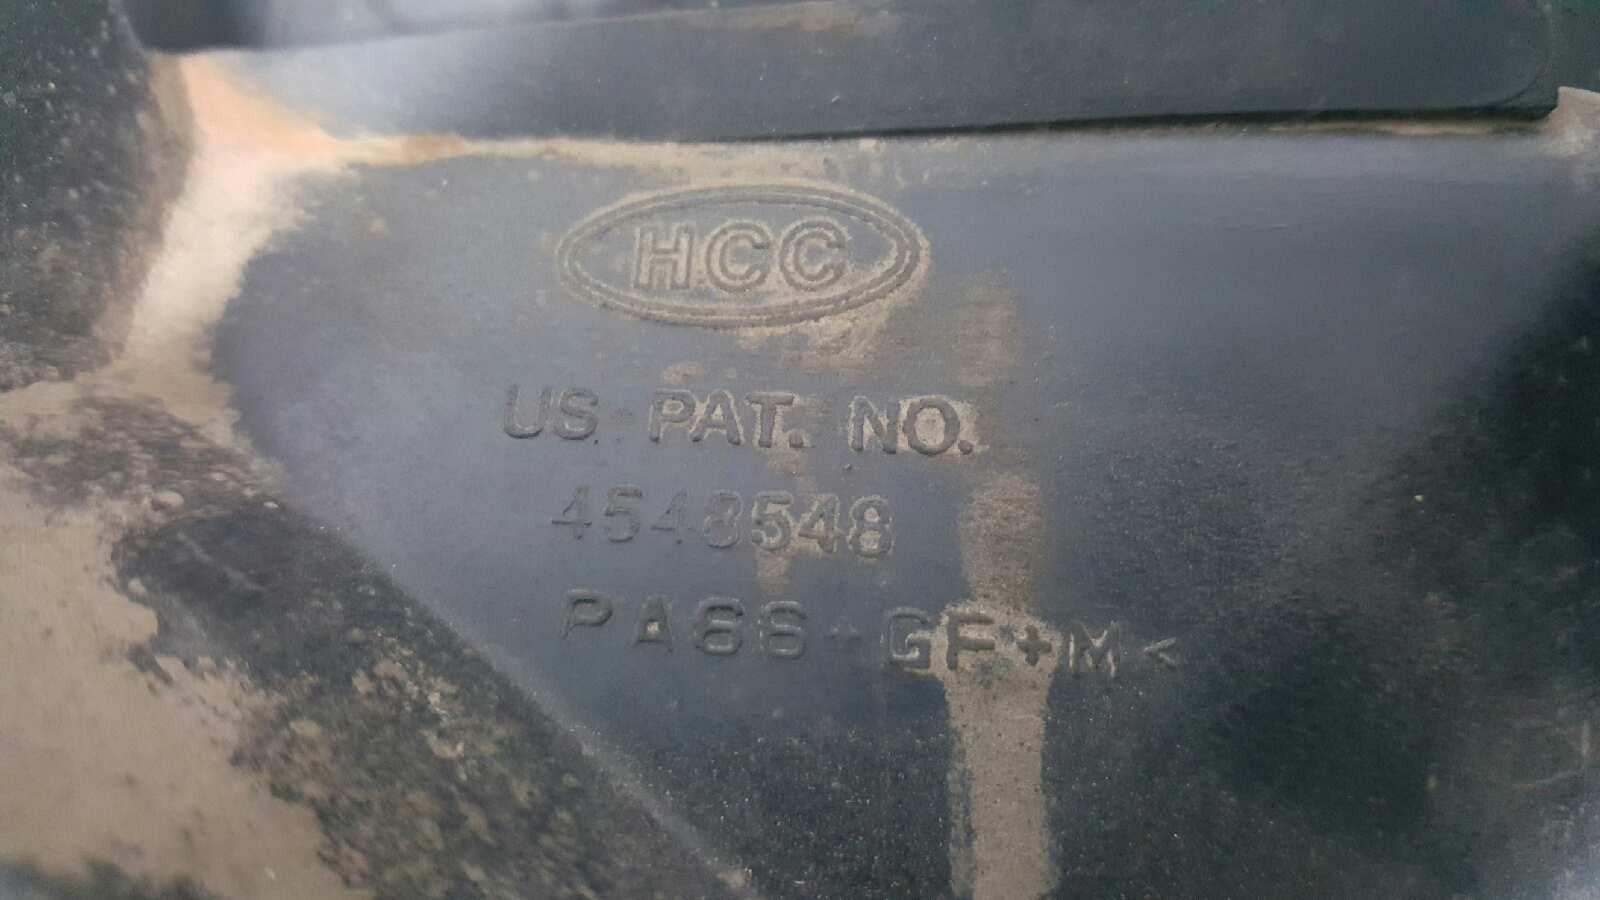 HCC
US PAT. NO.
4548548
PA66+GF+M<